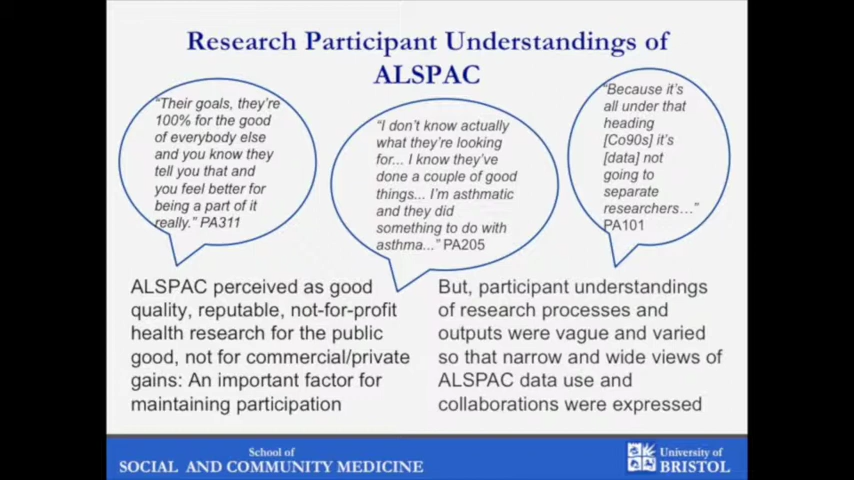 Research Participant Understandings of
ALSPAC
“Their goals, they’re
100% for the good
of everybody else
and you know they
tell you that and
you feel better for
being a part of it
really.” PA311
“I don’t know actually
what they’re looking
for... I know they’ve
done a couple of good
things... I’m asthmatic
and they did
something to do with
asthma...” PA205
“Because it’s
all under that
heading
[Co90s] it’s
[data] not
going to
separate
researchers…”
PA101
ALSPAC perceived as good
quality, reputable, not-for-profit
health research for the public
good, not for commercial/private
gains: An important factor for
maintaining participation
But, participant understandings
of research processes and
outputs were vague and varied
so that narrow and wide views of
ALSPAC data use and
collaborations were expressed
School of
SOCIAL AND COMMUNITY MEDICINE
University of
BRISTOL